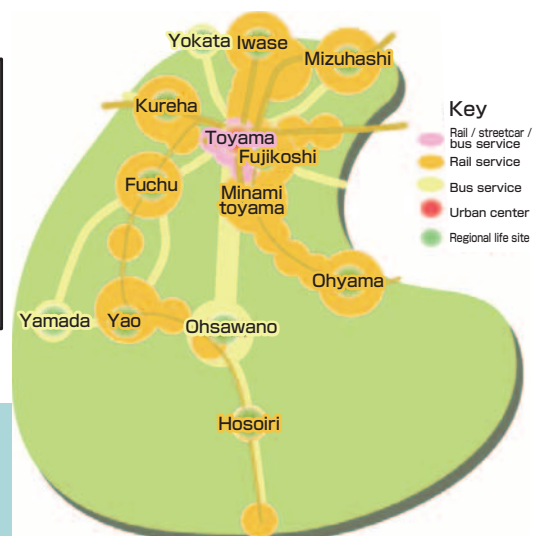 Yokata
Iwase
Mizuhashi
Kureha
Toyama
Fujikoshi
Fuchu
Minami
toyama
Ohyama
Yamada
Yao
Ohsawano
Hosoiri
Key
Rail / streetcar /
bus service
Rail service
Bus service
Urban center
Regional life site